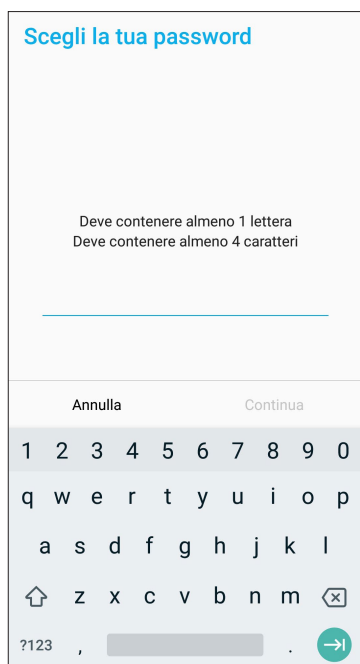 Scegli la tua password
Deve contenere almeno 1 lettera
Deve contenere almeno 4 caratteri
Annulla Continua
1 2 3 4 5 6 7 8 9 0
q w e r t y u i o p
a s d f g h j k l
z x c v b n m
?123 , .